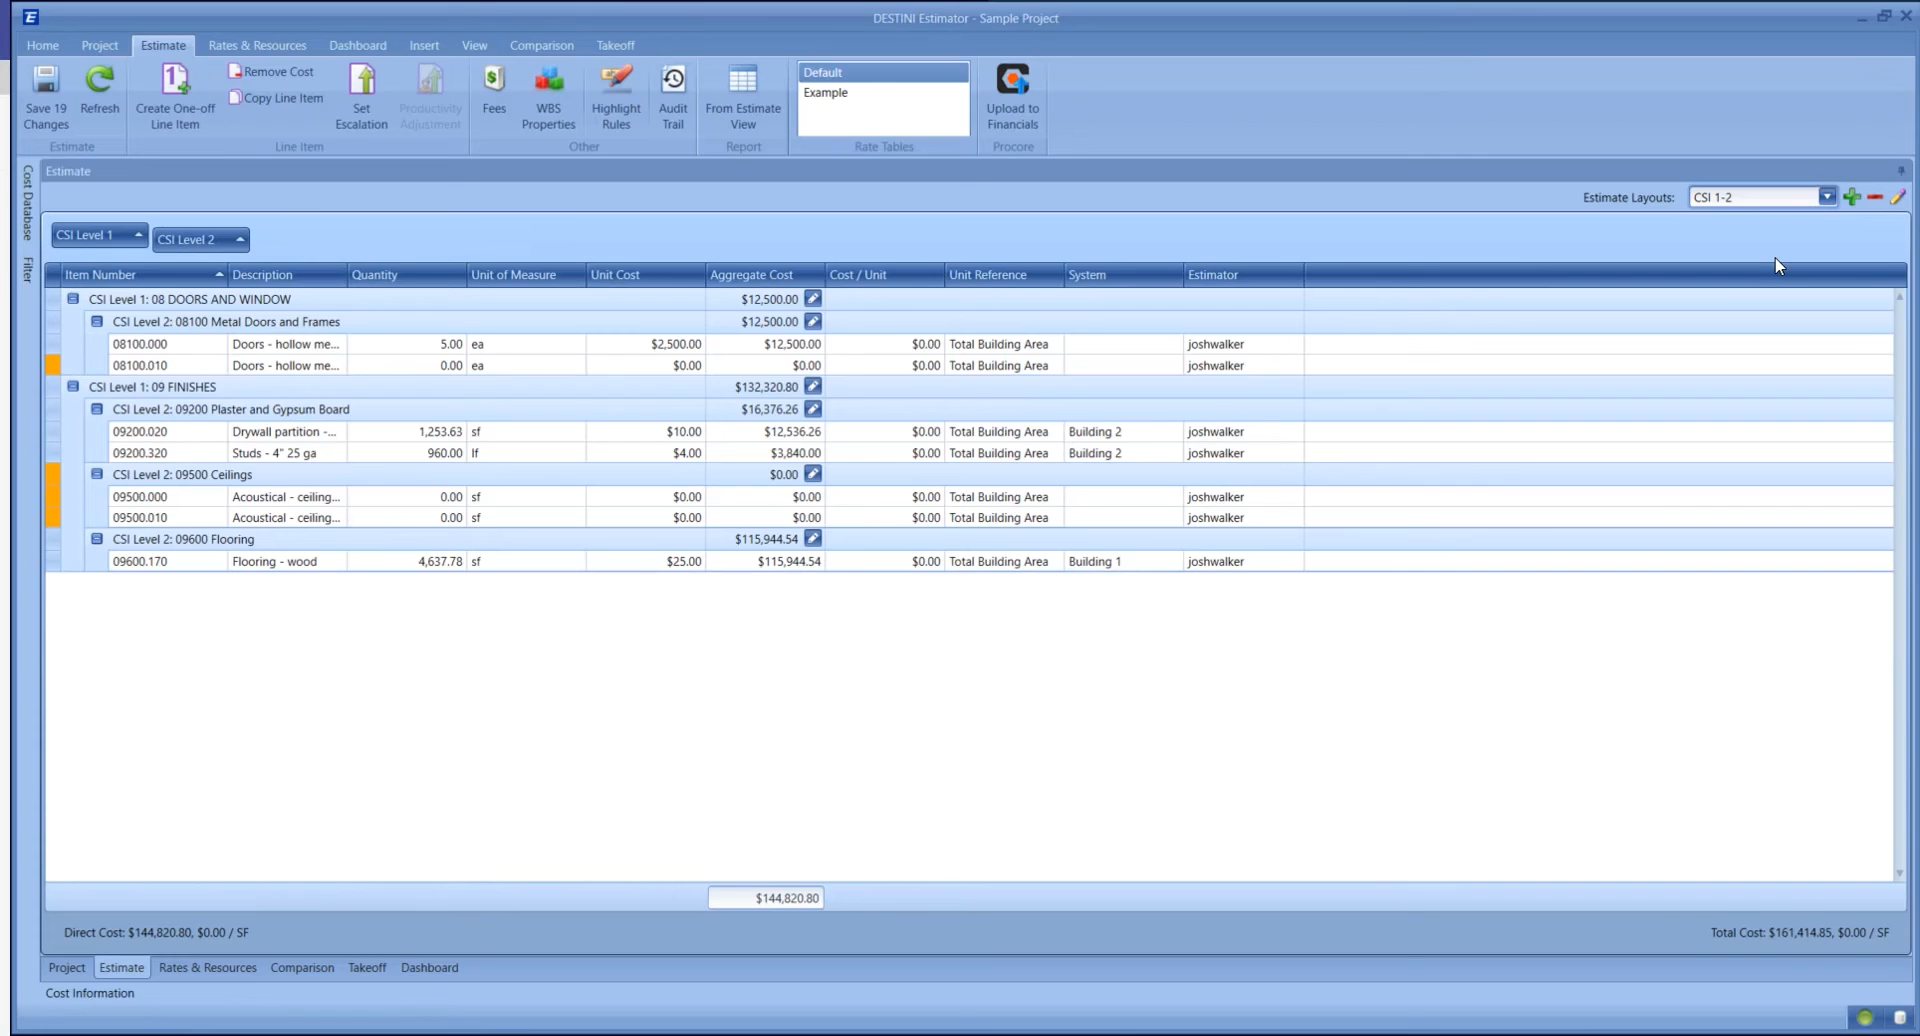 DESTINI Estimator - Sample Project
Home Project Estimate Rates & Resources Dashboard Insert View Comparison Takeoff
Save 19 Changes
Refresh
Create One-off Line Item
Remove Cost
Copy Line Item
Set Escalation
Productivity Adjustment
Fees
WBS Properties
Highlight Rules
Audit Trail
From Estimate View
Default
Example
Upload to Financials
Estimate Line Item Other Report Rate Tables Procore
Cost Database
Filter
Estimate
Estimate Layouts: CSI 1-2
CSI Level 1 CSI Level 2
Item Number Description Quantity Unit of Measure Unit Cost Aggregate Cost Cost / Unit Unit Reference System Estimator
CSI Level 1: 08 DOORS AND WINDOW $12,500.00
CSI Level 2: 08100 Metal Doors and Frames $12,500.00
08100.000 Doors - hollow me... 5.00 ea $2,500.00 $12,500.00 $0.00 Total Building Area joshwalker
08100.010 Doors - hollow me... 0.00 ea $0.00 $0.00 $0.00 Total Building Area joshwalker
CSI Level 1: 09 FINISHES $132,320.80
CSI Level 2: 09200 Plaster and Gypsum Board $16,376.26
09200.020 Drywall partition -... 1,253.63 sf $10.00 $12,536.26 $0.00 Total Building Area Building 2 joshwalker
09200.320 Studs - 4" 25 ga 960.00 lf $4.00 $3,840.00 $0.00 Total Building Area Building 2 joshwalker
CSI Level 2: 09500 Ceilings $0.00
09500.000 Acoustical - ceiling... 0.00 sf $0.00 $0.00 $0.00 Total Building Area joshwalker
09500.010 Acoustical - ceiling... 0.00 sf $0.00 $0.00 $0.00 Total Building Area joshwalker
CSI Level 2: 09600 Flooring $115,944.54
09600.170 Flooring - wood 4,637.78 sf $25.00 $115,944.54 $0.00 Total Building Area Building 1 joshwalker
$144,820.80
Direct Cost: $144,820.80, $0.00 / SF Total Cost: $161,414.85, $0.00 / SF
Project Estimate Rates & Resources Comparison Takeoff Dashboard
Cost Information